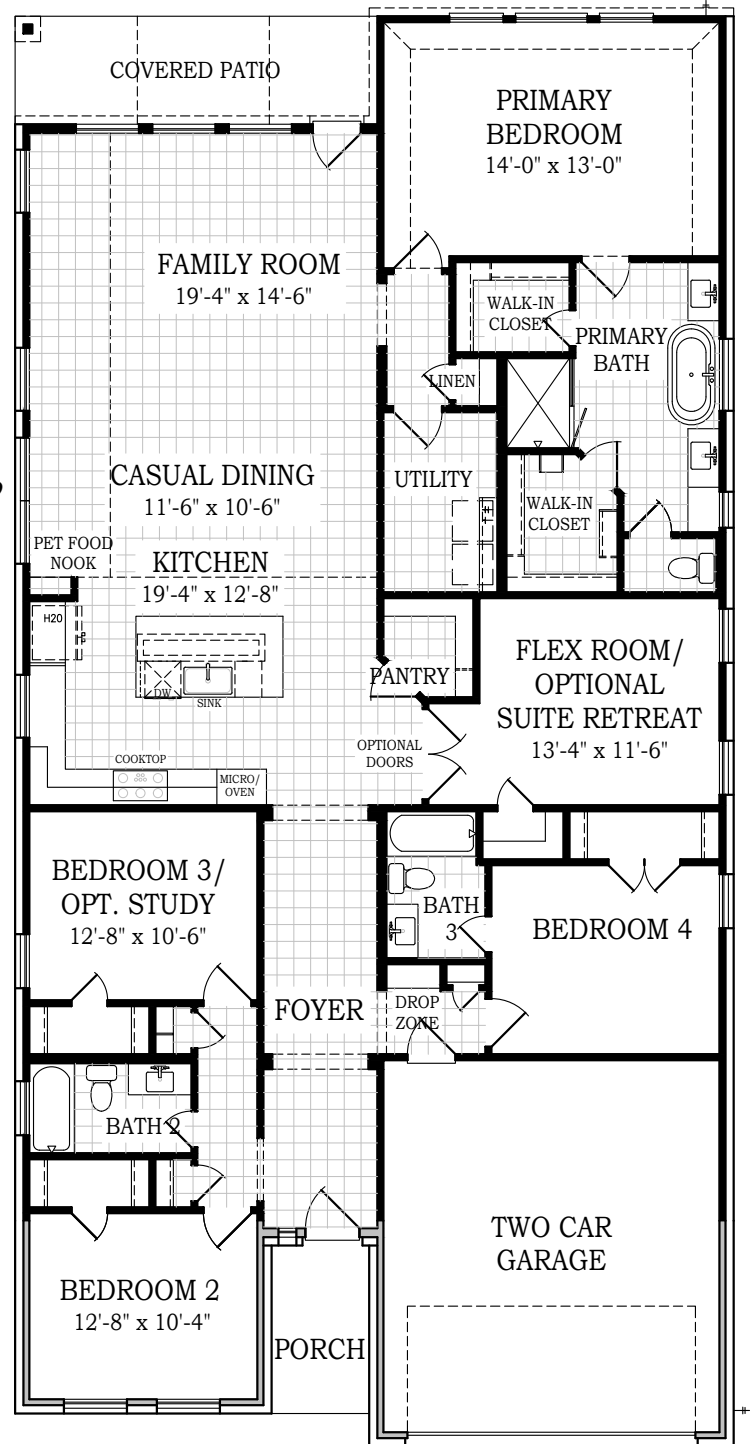 COVERED PATIO
PRIMARY
BEDROOM
14'-0" x 13'-0"
FAMILY ROOM
19'-4" x 14'-6"
WALK-IN
CLOSET
PRIMARY
BATH
LINEN
CASUAL DINING
11'-6" x 10'-6"
UTILITY
WALK-IN
CLOSET
PET FOOD
NOOK
KITCHEN
19'-4" x 12'-8"
H20
DW
SINK
PANTRY
FLEX ROOM/
OPTIONAL
SUITE RETREAT
13'-4" x 11'-6"
OPTIONAL
DOORS
COOKTOP
MICRO/
OVEN
BEDROOM 3/
OPT. STUDY
12'-8" x 10'-6"
BATH
3
BEDROOM 4
FOYER
DROP
ZONE
BATH 2
TWO CAR
GARAGE
BEDROOM 2
12'-8" x 10'-4"
PORCH